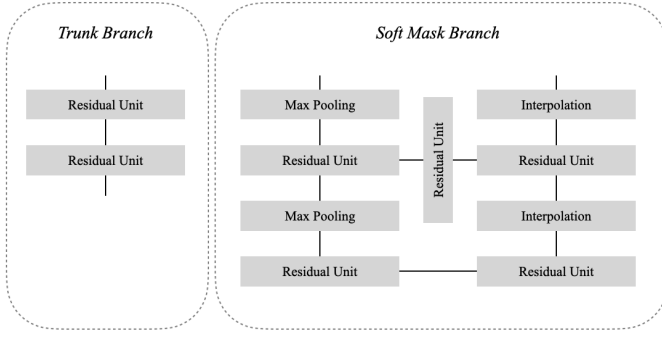 Trunk Branch
Residual Unit
Residual Unit
Soft Mask Branch
Max Pooling
Residual Unit
Max Pooling
Residual Unit
Residual Unit
Interpolation
Residual Unit
Interpolation
Residual Unit